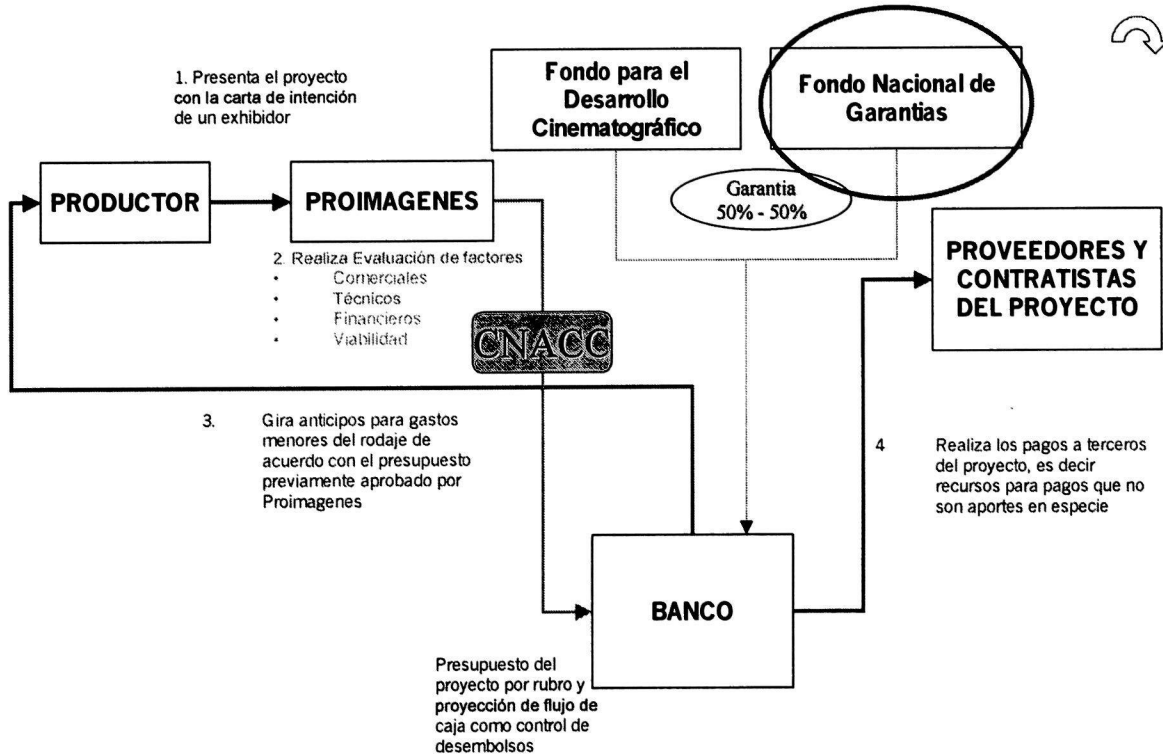 1. Presenta el proyecto
con la carta de intención
de un exhibidor
Fondo para el
Desarrollo
Cinematográfico
Fondo Nacional de
Garantias
Garantia
50% - 50%
PRODUCTOR
PROIMAGENES
2. Realiza Evaluación de factores
• Comerciales
• Técnicos
• Financieros
• Viabilidad
CNACC
PROVEEDORES Y
CONTRATISTAS
DEL PROYECTO
3. Gira anticipos para gastos
menores del rodaje de
acuerdo con el presupuesto
previamente aprobado por
Proimagenes
4 Realiza los pagos a terceros
del proyecto, es decir
recursos para pagos que no
son aportes en especie
BANCO
Presupuesto del
proyecto por rubro y
proyección de flujo de
caja como control de
desembolsos